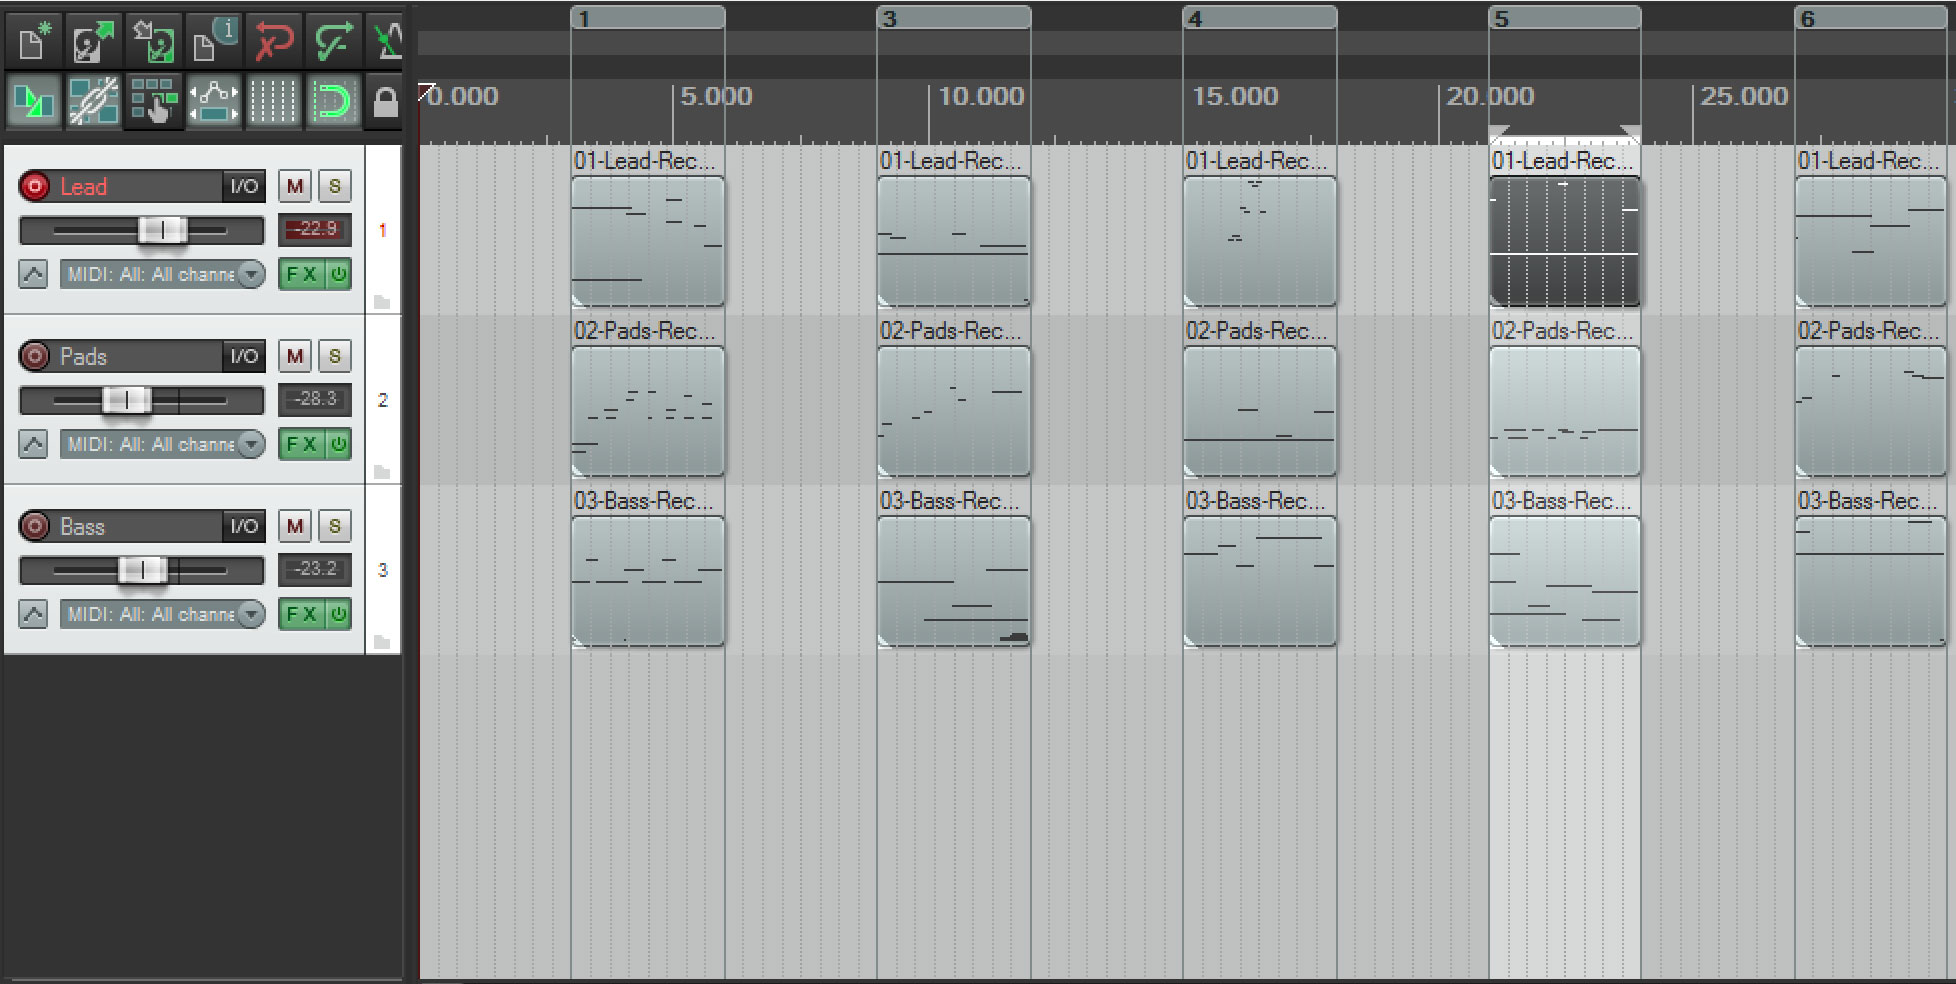 1 3 4 5 6
0.000 5.000 10.000 15.000 20.000 25.000
01-Lead-Rec... 01-Lead-Rec... 01-Lead-Rec... 01-Lead-Rec... 01-Lead-Rec...
Lead I/O M S
-22.9 1
MIDI: All: All channe FX
02-Pads-Rec... 02-Pads-Rec... 02-Pads-Rec... 02-Pads-Rec... 02-Pads-Rec...
Pads I/O M S
-28.3 2
MIDI: All: All channe FX
03-Bass-Rec... 03-Bass-Rec... 03-Bass-Rec... 03-Bass-Rec... 03-Bass-Rec...
Bass I/O M S
-23.2 3
MIDI: All: All channe FX